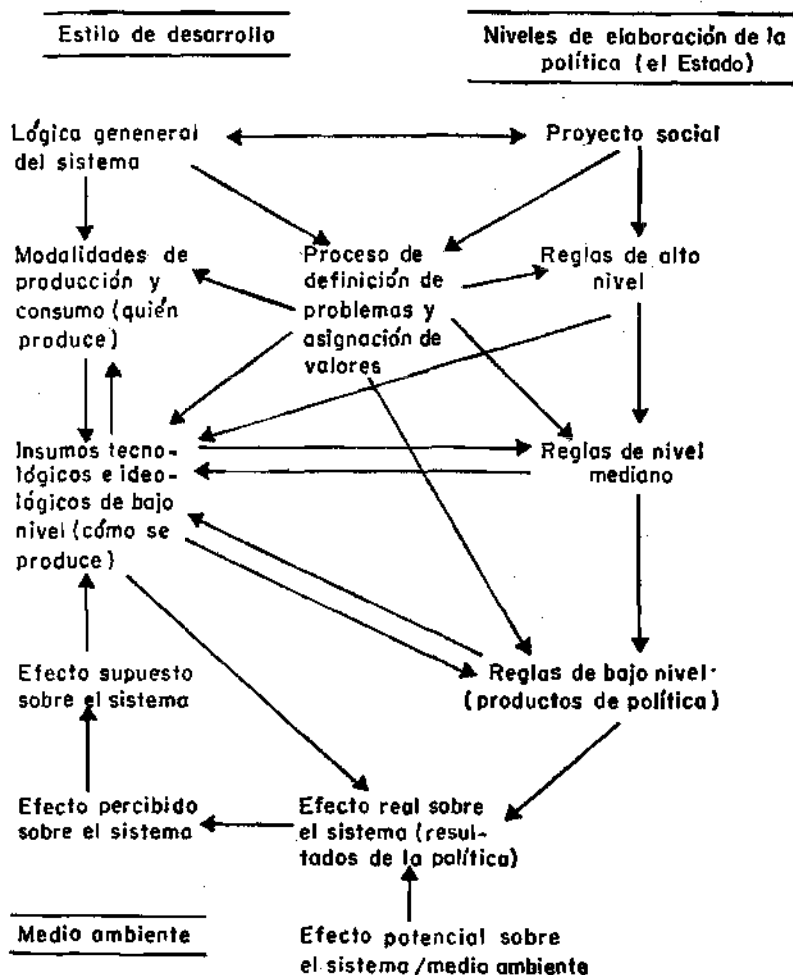 Estilo de desarrollo
Niveles de elaboración de la
política (el Estado)
Lógica geneneral
del sistema
Proyecto social
Modalidades de
producción y
consumo (quién
produce)
Proceso de
definición de
problemas y
asignación de
valores
Reglas de alto
nivel
Insumos tecno-
lógicos e ideo-
lógicos de bajo
nivel (cómo se
produce)
Reglas de nivel
mediano
Efecto supuesto
sobre el sistema
Reglas de bajo nivel
(productos de política)
Efecto percibido
sobre el sistema
Efecto real sobre
el sistema (resul-
tados de la política)
Medio ambiente
Efecto potencial sobre
el sistema/medio ambiente